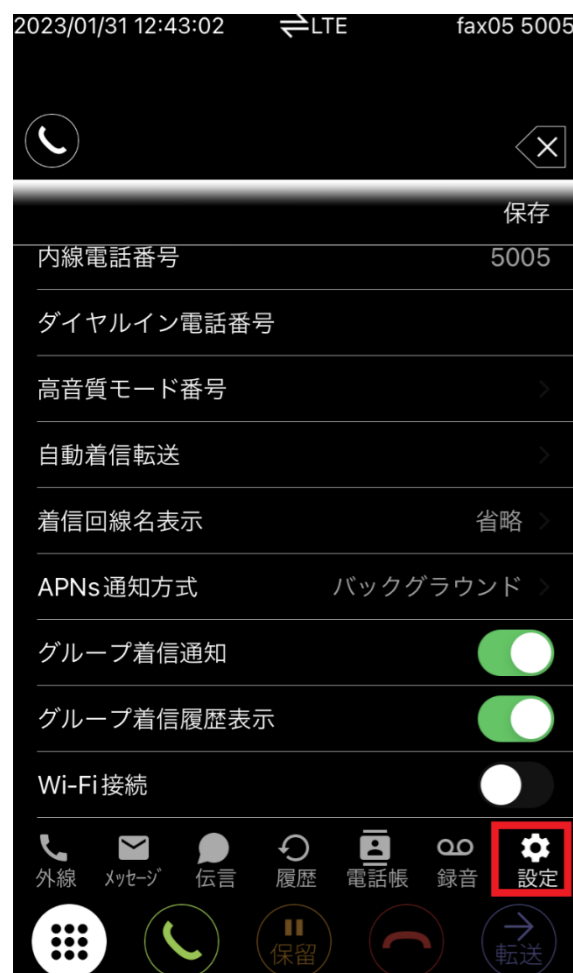 2023/01/31 12:43:02 LTE fax05 5005
保存
内線電話番号 5005
ダイヤルイン電話番号
高音質モード番号
自動着信転送
着信回線名表示 省略
APNs通知方式 バックグラウンド
グループ着信通知
グループ着信履歴表示
Wi-Fi接続
外線 メッセージ 伝言 履歴 電話帳 録音 設定
保留 転送